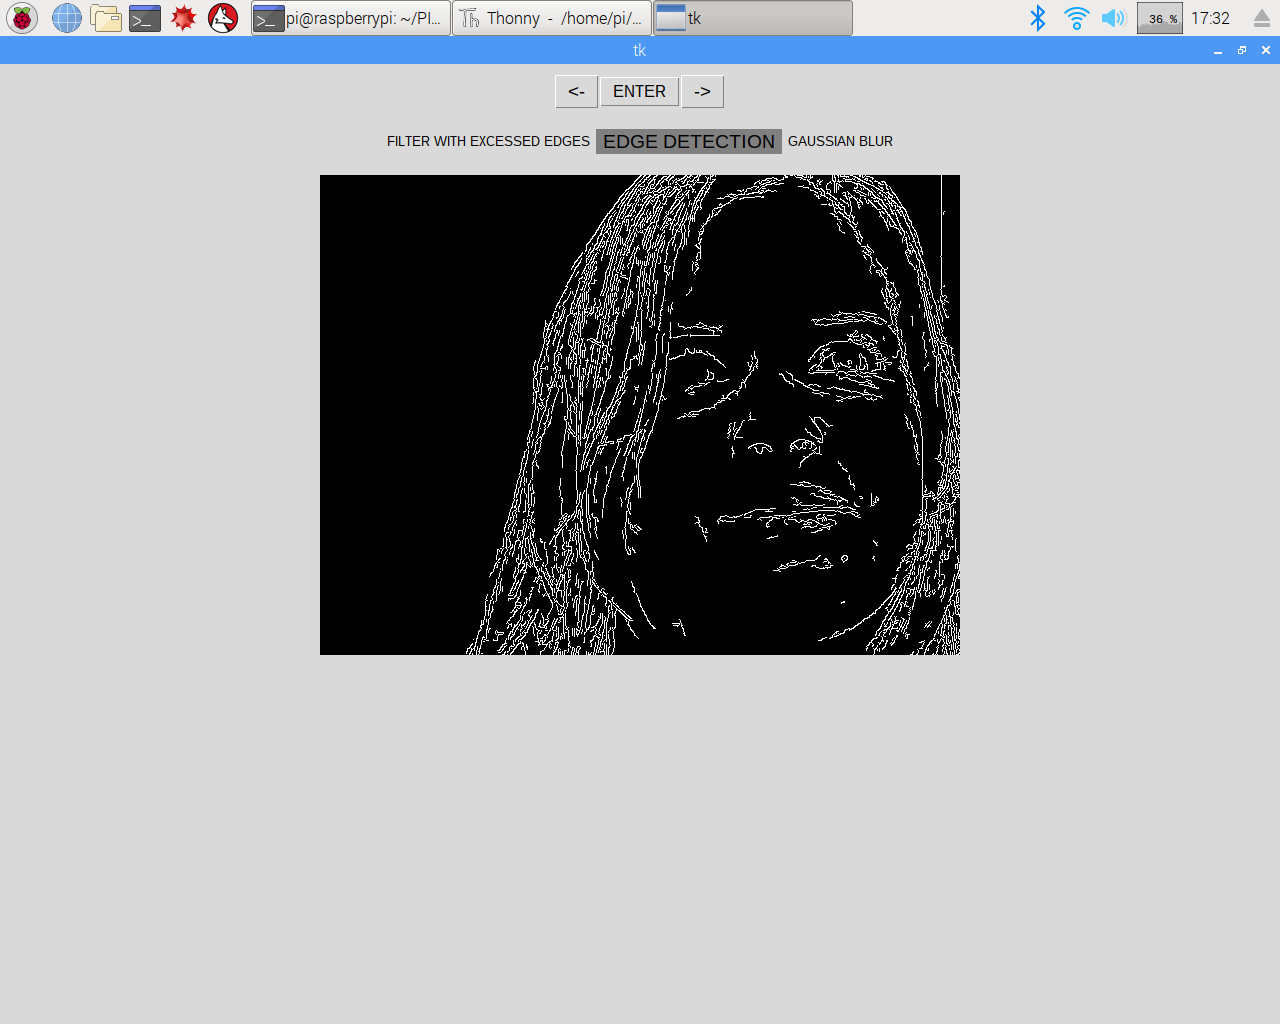 pi@raspberrypi: ~/PI... Thonny - /home/pi/... tk 36 % 17:32
tk
<- ENTER ->
FILTER WITH EXCESSED EDGES EDGE DETECTION GAUSSIAN BLUR